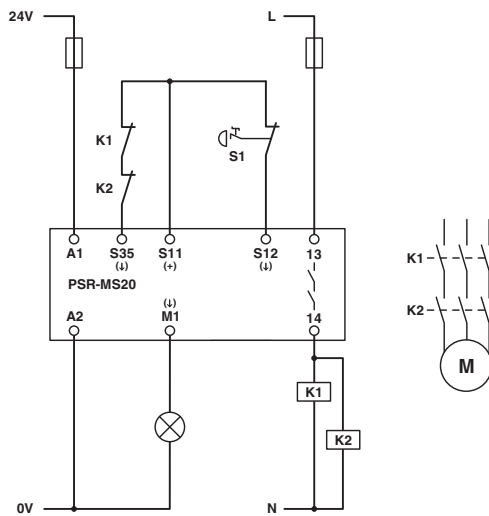 24V
L
K1
K2
S1
A1
S35
(↓)
S11
(+)
S12
(↓)
13
PSR-MS20
A2
(↓)
M1
14
K1
K2
0V
N
K1
K2
M